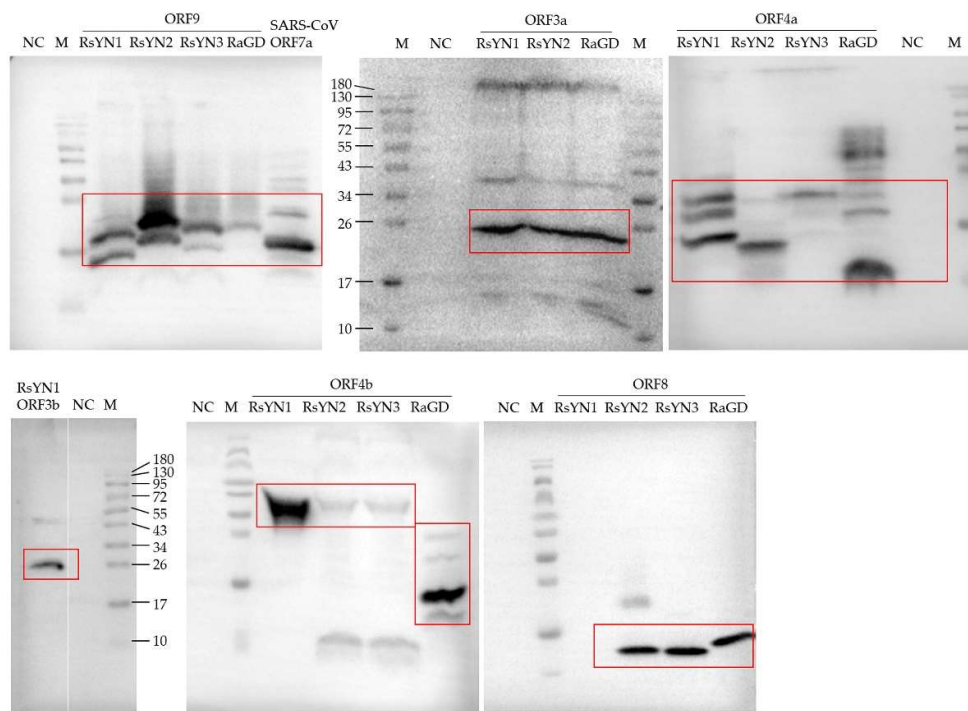 ORF9
NC M RsYN1 RsYN2 RsYN3 RaGD SARS-CoV
ORF7a
ORF3a
M NC RsYN1 RsYN2 RaGD M
ORF4a
RsYN1 RsYN2 RsYN3 RaGD NC M
180
130
95
72
55
43
34
26
17
10
RsYN1
ORF3b NC M
180
130
95
72
55
43
34
26
17
10
ORF4b
NC M RsYN1 RsYN2 RsYN3 RaGD
ORF8
NC M RsYN1 RsYN2 RsYN3 RaGD